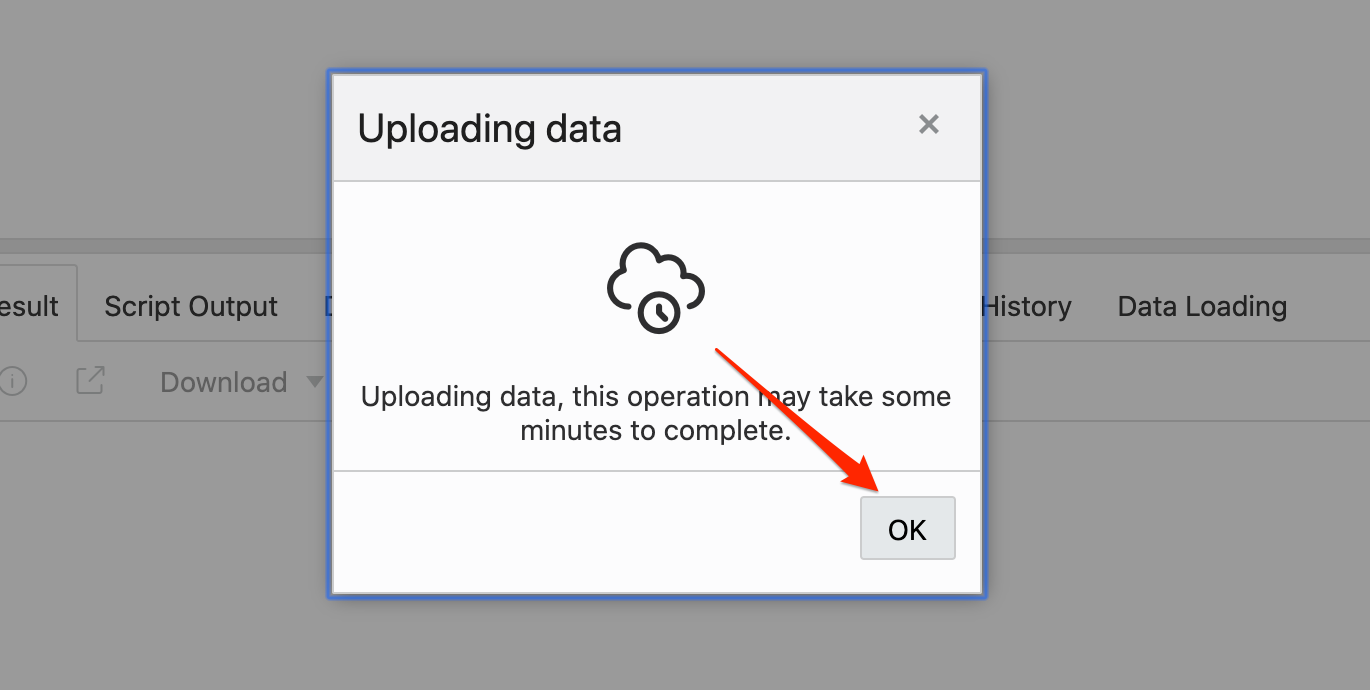 Uploading data
Script Output
History
Data Loading
Download
Uploading data, this operation may take some
minutes to complete.
OK